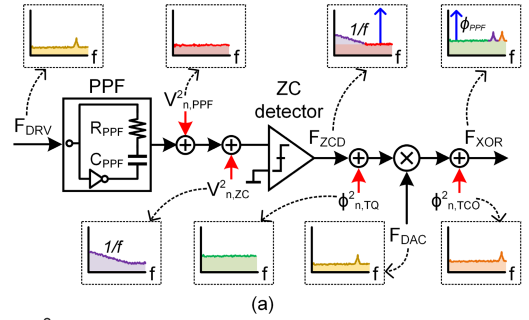 f
f
1/f
f
ϕPPF
f
PPF
V²n,PPF
ZC
detector
FDRV
RPPF
CPPF
FZCD
FXOR
V²n,ZC
ϕ²n,TQ
ϕ²n,TCO
FDAC
1/f
f
f
f
f
(a)